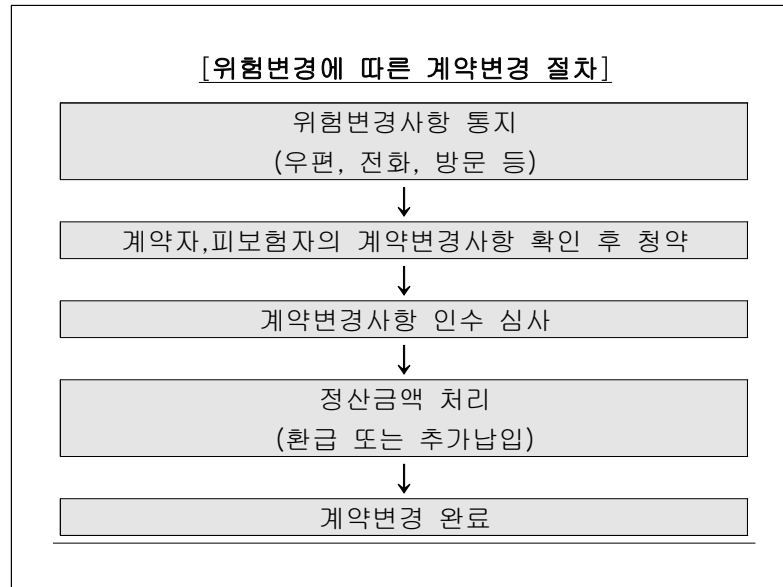 [위험변경에 따른 계약변경 절차]
위험변경사항 통지
(우편, 전화, 방문 등)
↓
계약자,피보험자의 계약변경사항 확인 후 청약
↓
계약변경사항 인수 심사
↓
정산금액 처리
(환급 또는 추가납입)
↓
계약변경 완료